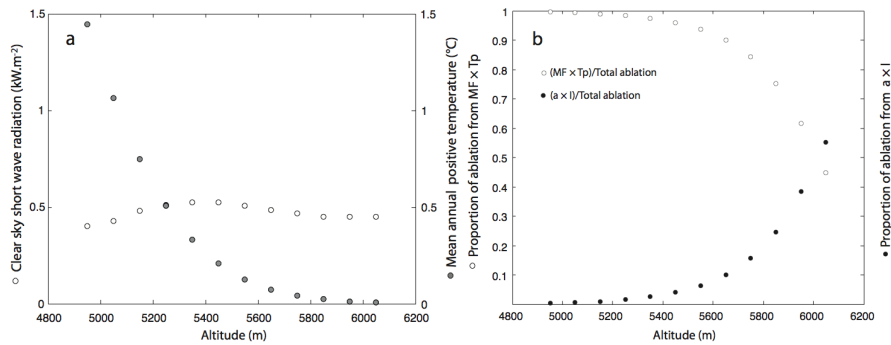 a
○ Clear sky short wave radiation (kW.m⁻²)
1.5
1
0.5
0
4800 5000 5200 5400 5600 5800 6000 6200
Altitude (m)
1.5
1
0.5
0
● Mean annual positive temperature (°C)
b
○ Proportion of ablation from MF × Tp
1
0.9
0.8
0.7
0.6
0.5
0.4
0.3
0.2
0.1
○ (MF × Tp)/Total ablation
● (a × I)/Total ablation
4800 5000 5200 5400 5600 5800 6000 6200
Altitude (m)
● Proportion of ablation from a × I